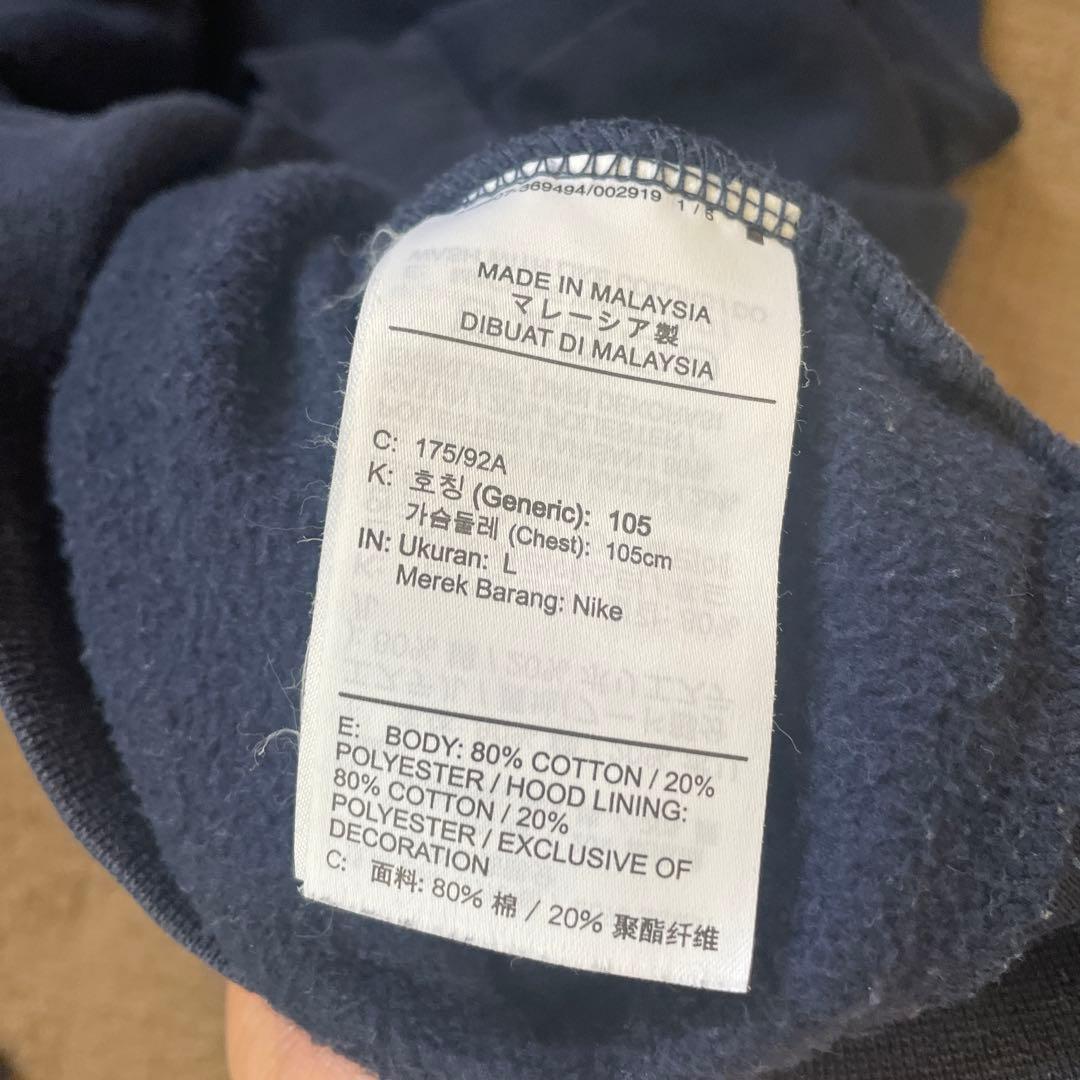 369494/002919 1 / 6
MADE IN MALAYSIA
マレーシア製
DIBUAT DI MALAYSIA
C: 175/92A
K: 호칭 (Generic): 105
가슴둘레 (Chest): 105cm
IN: Ukuran: L
Merek Barang: Nike
E: BODY: 80% COTTON / 20%
POLYESTER / HOOD LINING:
80% COTTON / 20%
POLYESTER / EXCLUSIVE OF
DECORATION
C: 面料: 80% 棉 / 20% 聚酯纤维